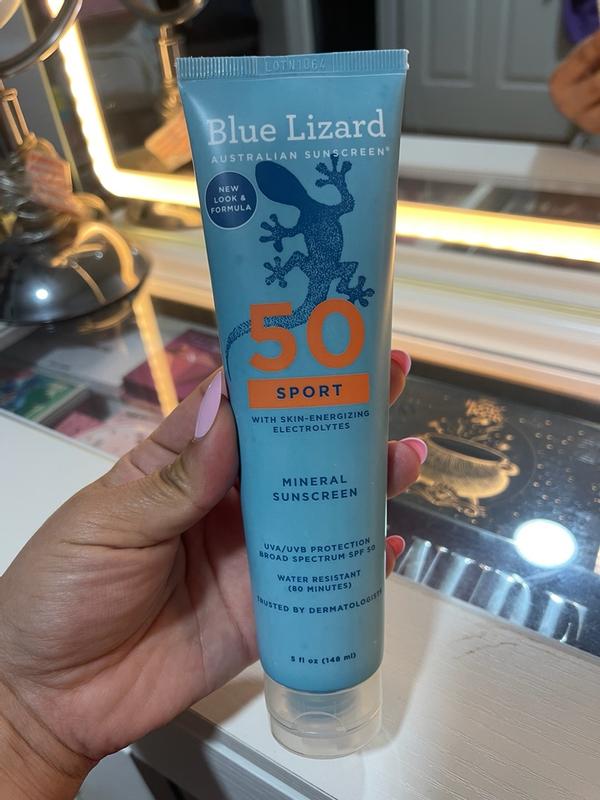 LOTN1064
Blue Lizard
AUSTRALIAN SUNSCREEN®
NEW
LOOK &
FORMULA
50
SPORT
WITH SKIN-ENERGIZING
ELECTROLYTES
MINERAL
SUNSCREEN
UVA/UVB PROTECTION
BROAD SPECTRUM SPF 50
WATER RESISTANT
(80 MINUTES)
TRUSTED BY DERMATOLOGISTS
5 fl oz (148 ml)